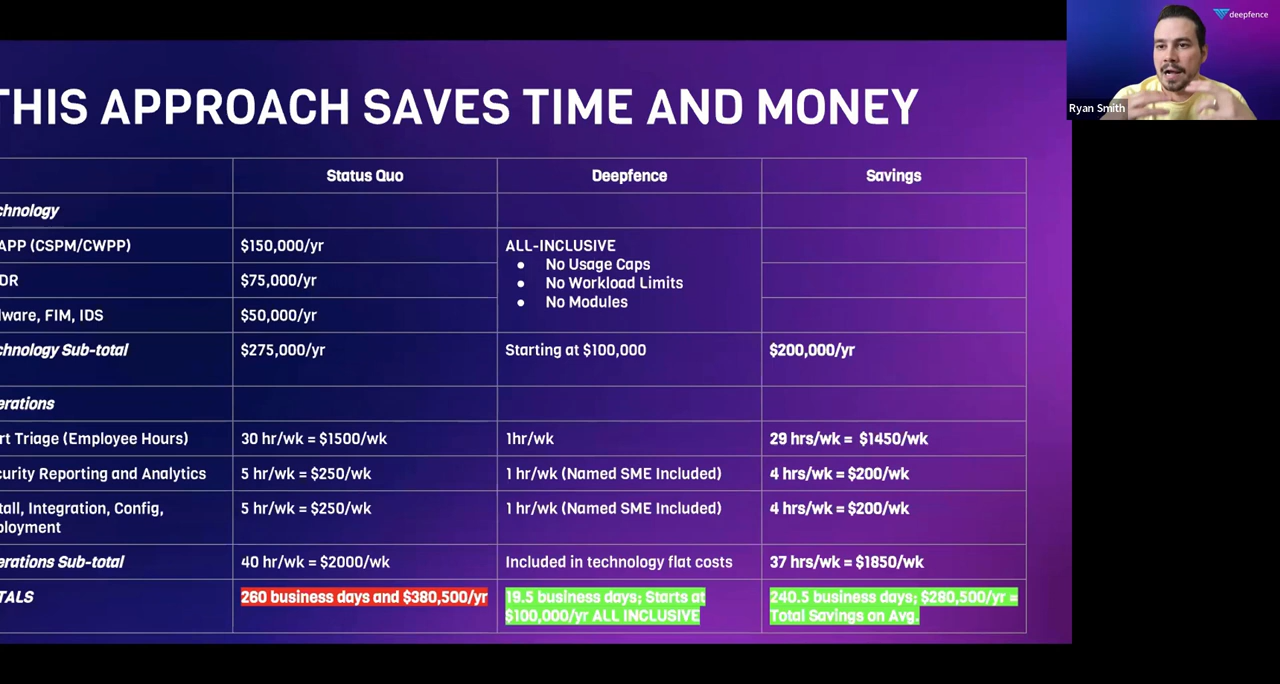 deepfence
Ryan Smith
THIS APPROACH SAVES TIME AND MONEY
Status Quo Deepfence Savings
chnology
APP (CSPM/CWPP) $150,000/yr ALL-INCLUSIVE
● No Usage Caps
DR $75,000/yr
● No Workload Limits
● No Modules
lware, FIM, IDS $50,000/yr
chnology Sub-total $275,000/yr Starting at $100,000 $200,000/yr
erations
rt Triage (Employee Hours) 30 hr/wk = $1500/wk 1hr/wk 29 hrs/wk = $1450/wk
curity Reporting and Analytics 5 hr/wk = $250/wk 1 hr/wk (Named SME Included) 4 hrs/wk = $200/wk
tall, Integration, Config, 5 hr/wk = $250/wk 1 hr/wk (Named SME Included) 4 hrs/wk = $200/wk
ployment
erations Sub-total 40 hr/wk = $2000/wk Included in technology flat costs 37 hrs/wk = $1850/wk
TALS 260 business days and $380,500/yr 19.5 business days; Starts at 240.5 business days; $280,500/yr =
$100,000/yr ALL INCLUSIVE Total Savings on Avg.